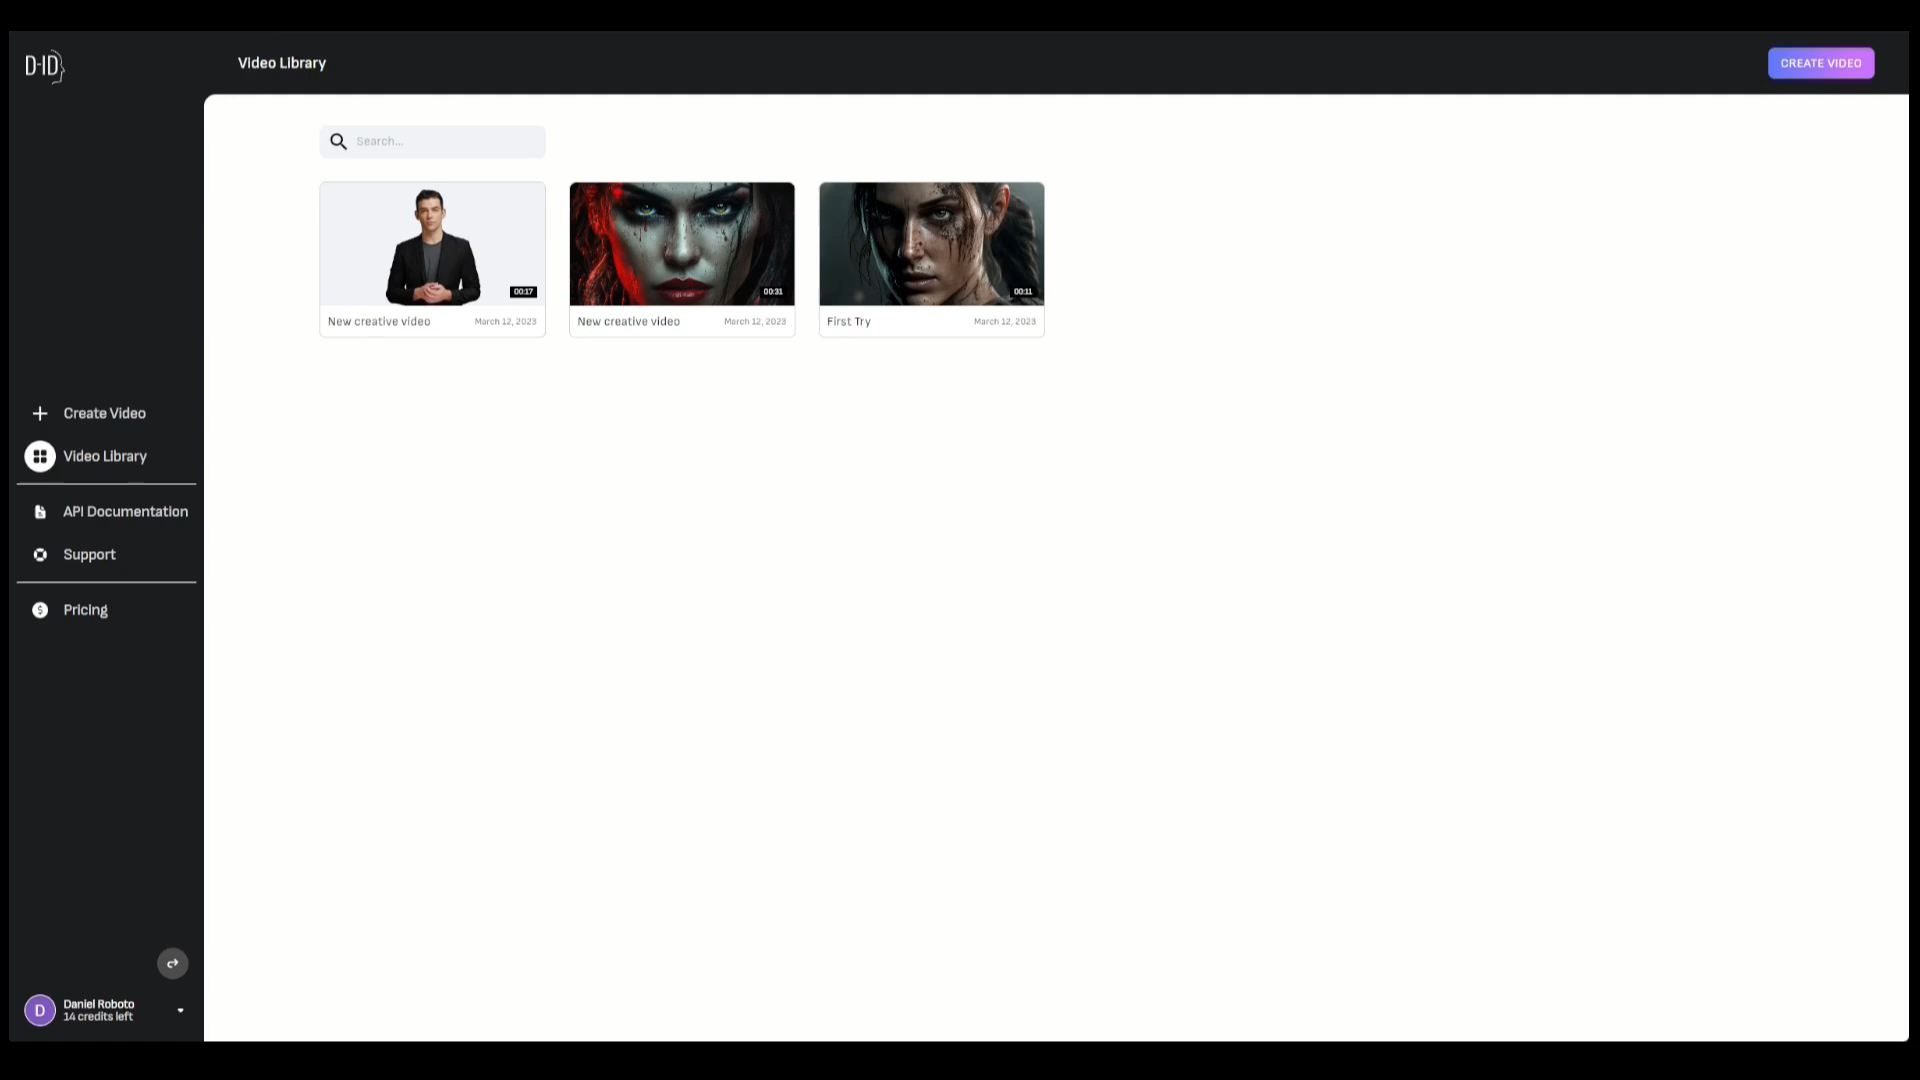 D-ID
Video Library
CREATE VIDEO
Search...
00:17
New creative video
March 12, 2023
00:31
New creative video
March 12, 2023
00:11
First Try
March 12, 2023
Create Video
Video Library
API Documentation
Support
$ Pricing
D
Daniel Roboto
14 credits left